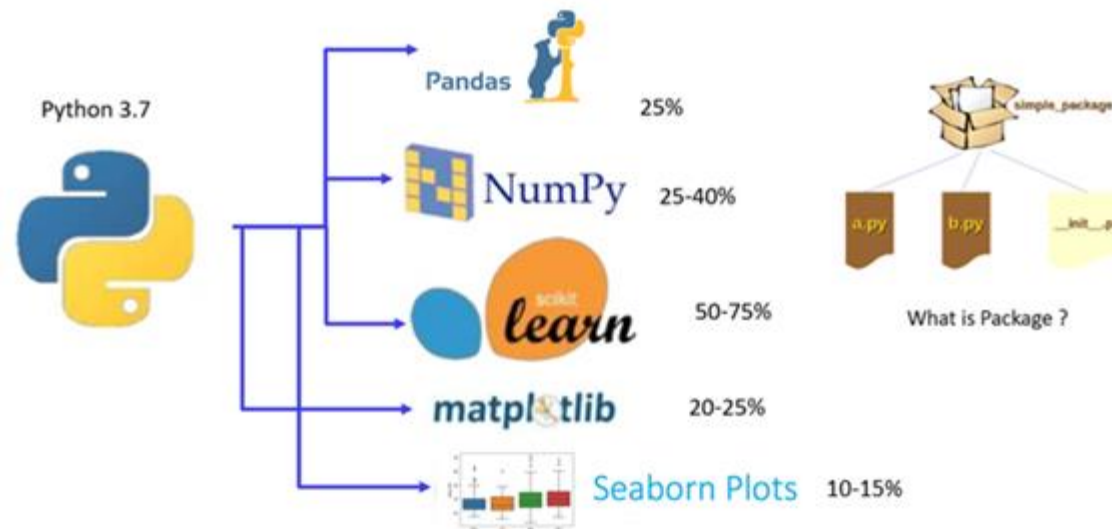 Python 3.7
Pandas
25%
NumPy
25-40%
scikit
learn
50-75%
matplotlib
20-25%
Seaborn Plots
10-15%
simple_package
a.py
b.py
__init__.p
What is Package ?